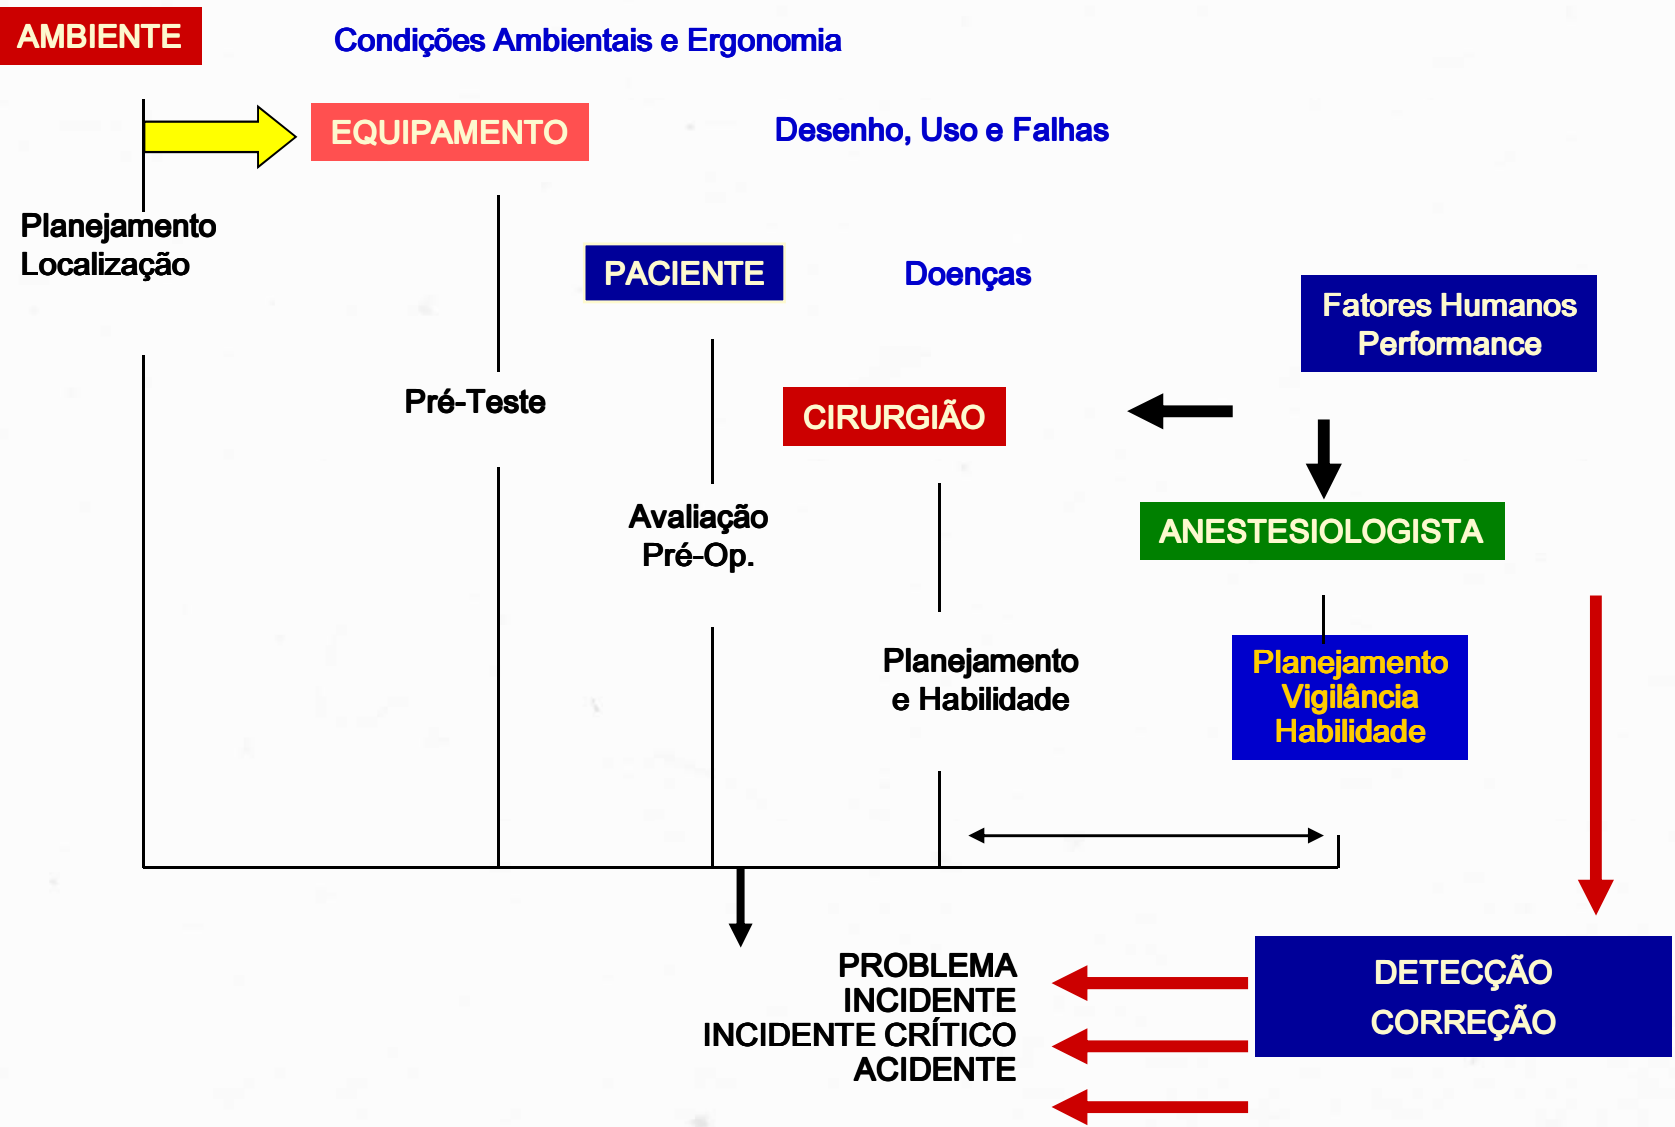 AMBIENTE
Condições Ambientais e Ergonomia
EQUIPAMENTO
Desenho, Uso e Falhas
Planejamento
Localização
PACIENTE
Doenças
Fatores Humanos
Performance
Pré-Teste
CIRURGIÃO
Avaliação
Pré-Op.
ANESTESIOLOGISTA
Planejamento
e Habilidade
Planejamento
Vigilância
Habilidade
PROBLEMA
INCIDENTE
INCIDENTE CRÍTICO
ACIDENTE
DETECÇÃO
CORREÇÃO